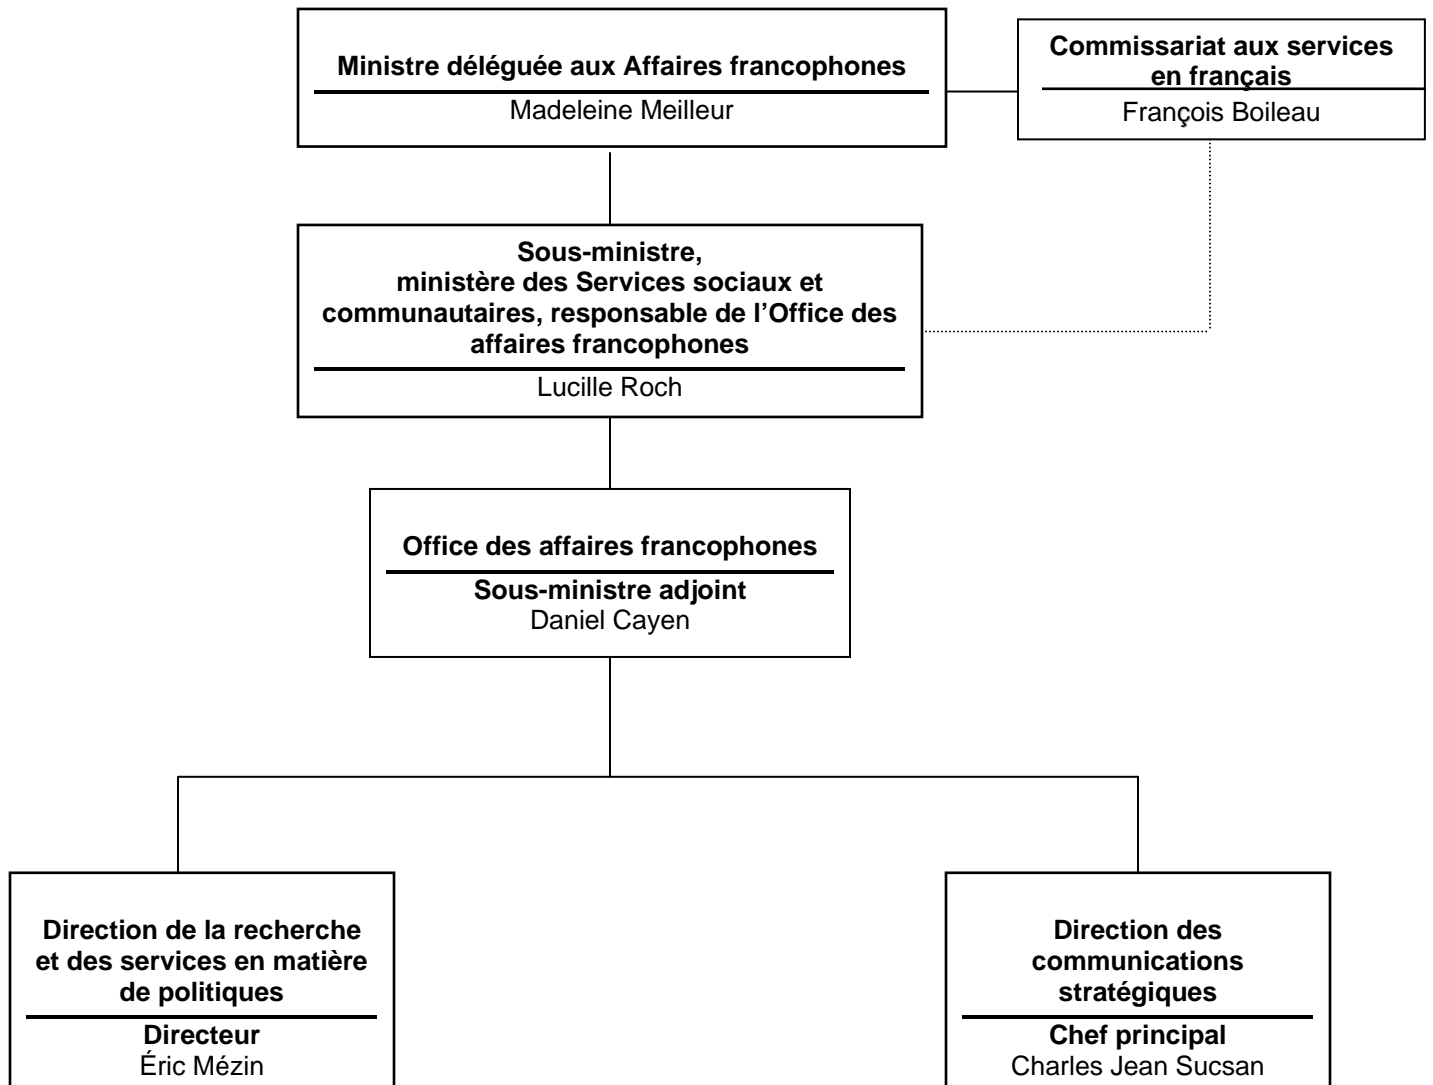 Ministre déléguée aux Affaires francophones
Madeleine Meilleur
Commissariat aux services
en français
François Boileau
Sous-ministre,
ministère des Services sociaux et
communautaires, responsable de l’Office des
affaires francophones
Lucille Roch
Office des affaires francophones
Sous-ministre adjoint
Daniel Cayen
Direction de la recherche
et des services en matière
de politiques
Directeur
Éric Mézin
Direction des
communications
stratégiques
Chef principal
Charles Jean Sucsan